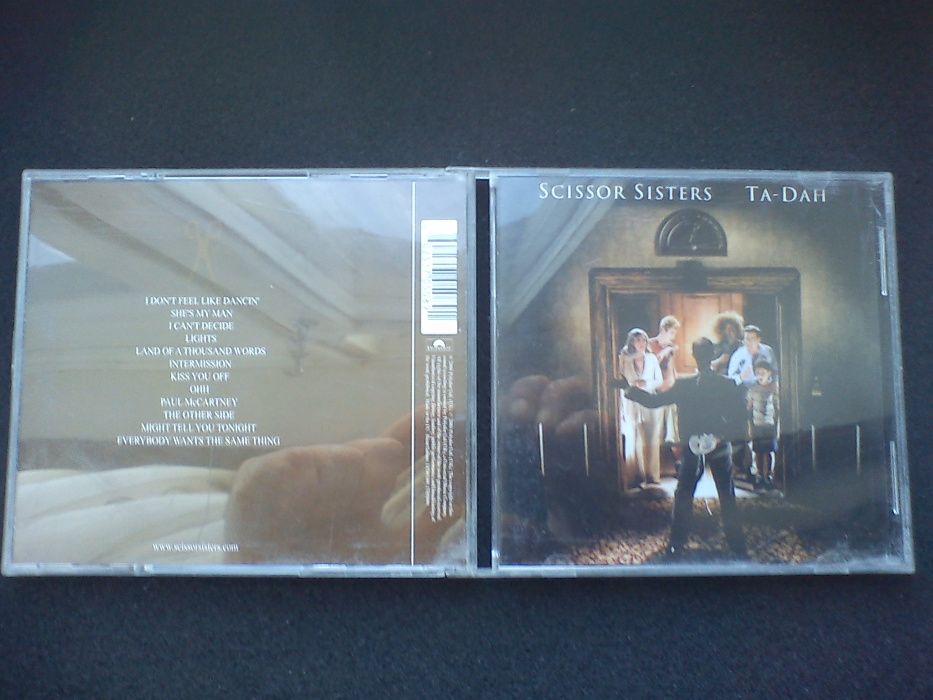 I DON'T FEEL LIKE DANCIN'
SHE'S MY MAN
I CAN'T DECIDE
LIGHTS
LAND OF A THOUSAND WORDS
INTERMISSION
KISS YOU OFF
OHH
PAUL MCCARTNEY
THE OTHER SIDE
MIGHT TELL YOU TONIGHT
EVERYBODY WANTS THE SAME THING
www.scissorsisters.com
SCISSOR SISTERS TA-DAH